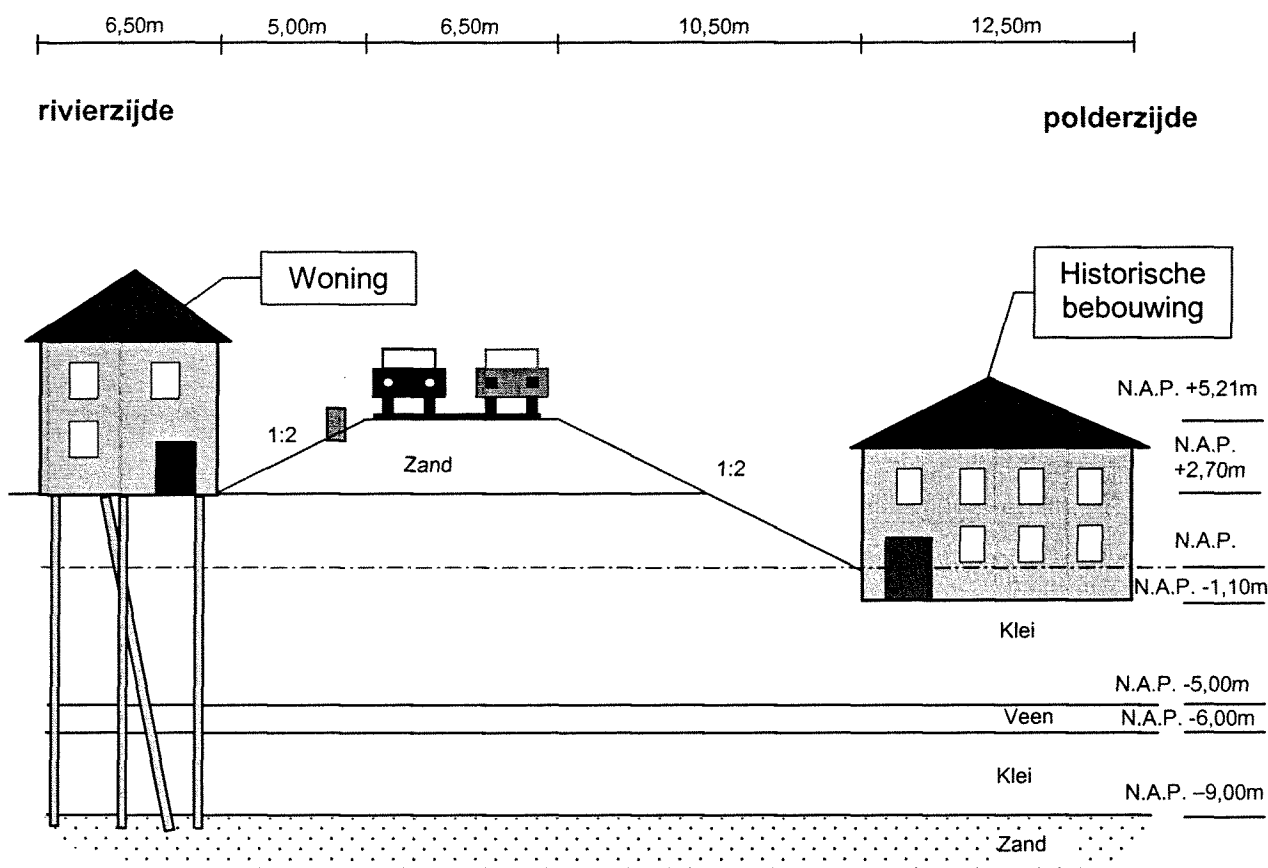 6,50m 5,00m 6,50m 10,50m 12,50m
rivierzijde
polderzijde
Woning
Historische
bebouwing
N.A.P. +5,21m
1:2
Zand
1:2
N.A.P.
+2,70m
N.A.P.
N.A.P. -1,10m
Klei
N.A.P. -5,00m
Veen
N.A.P. -6,00m
Klei
N.A.P. –9,00m
Zand